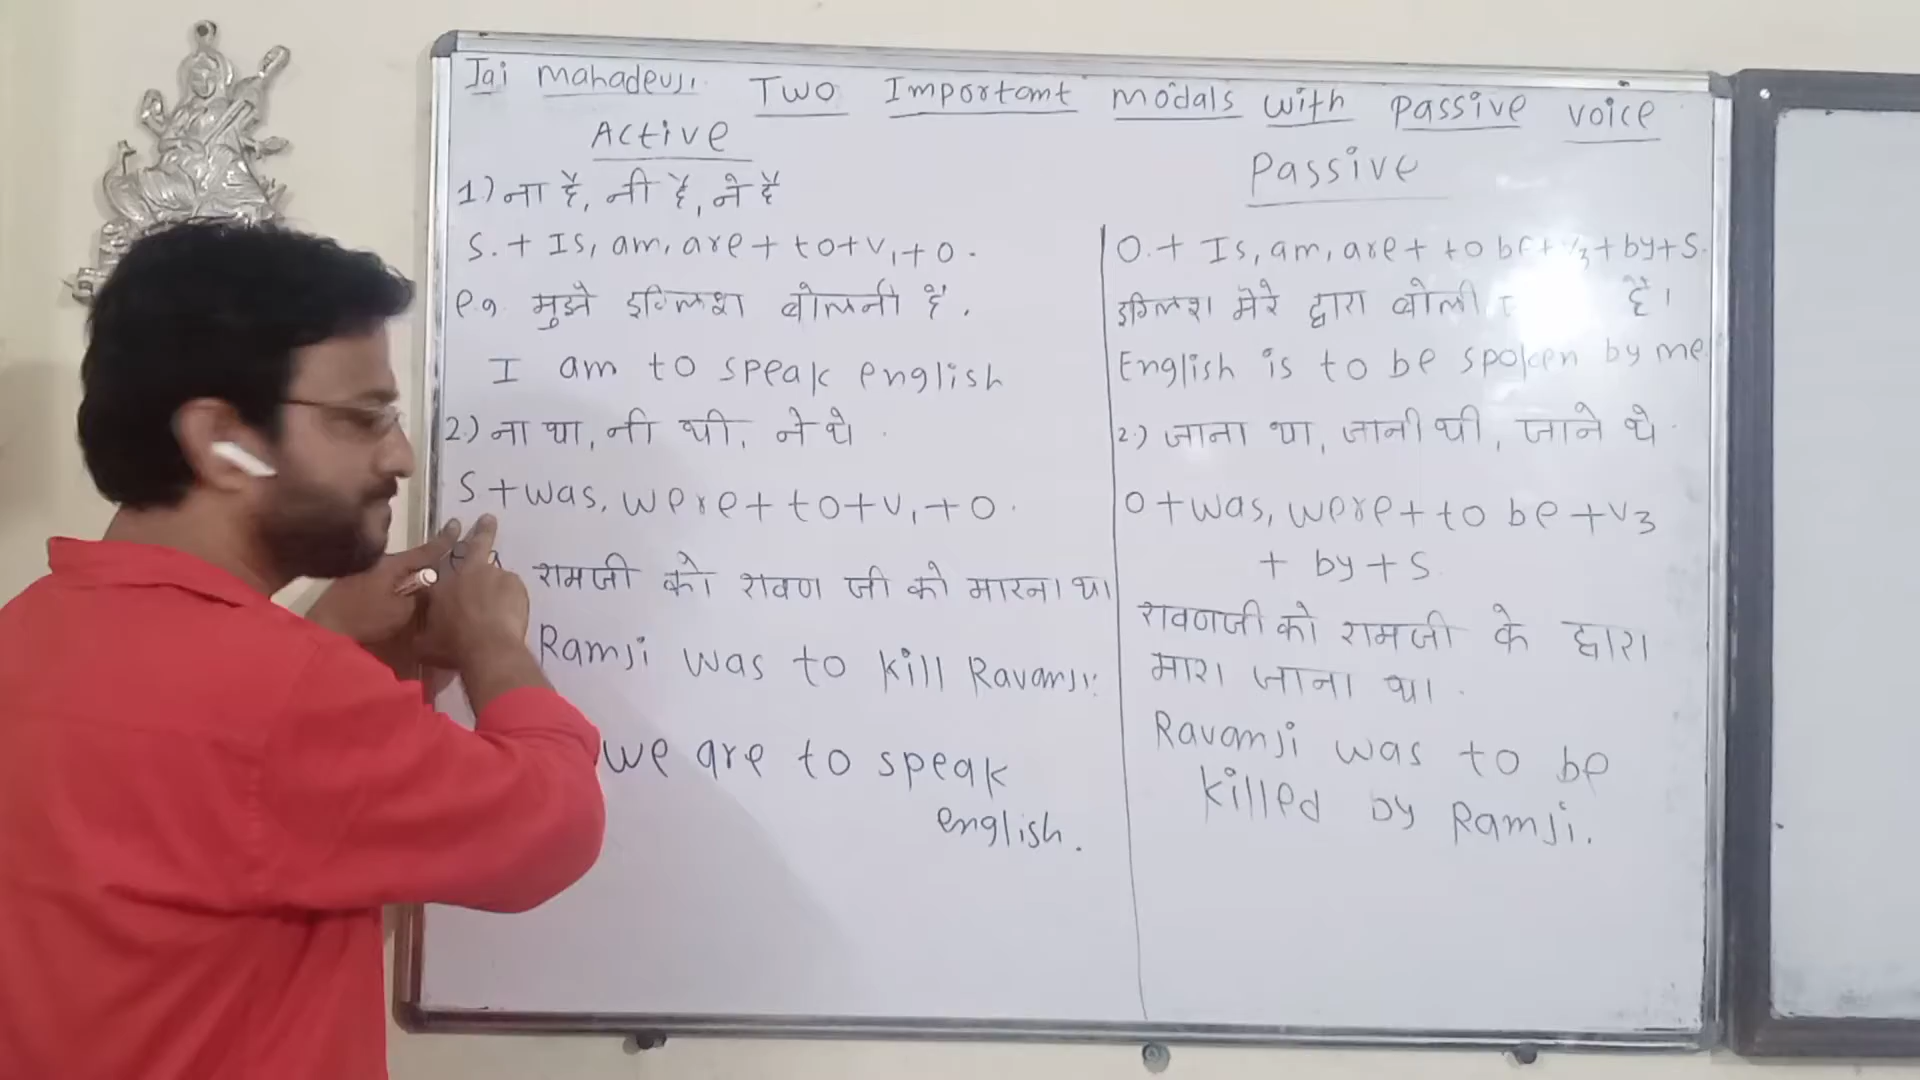 Jai mahadevji. Two Important modals with passive voice
Active
1.) ना है, नी है, ने है
S. + Is, am, are + to + v1 + o.
e.g. मुझे इंग्लिश बोलनी है.
I am to speak english
2.) ना था, नी थी, ने थे
S + was, were + to + v1 + o.
e.g. रामजी को रावण जी को मारना था
Ramji was to kill Ravanji.
we are to speak
english.
Passive
O. + Is, am, are + to be + v3 + by + S.
इंग्लिश मेरे द्वारा बोली है।
English is to be spoken by me
2.) जाना था, जानी थी, जाने थे
O + was, were + to be + v3
+ by + S
रावणजी को रामजी के द्वारा
मारा जाना था.
Ravanji was to be
killed by Ramji.